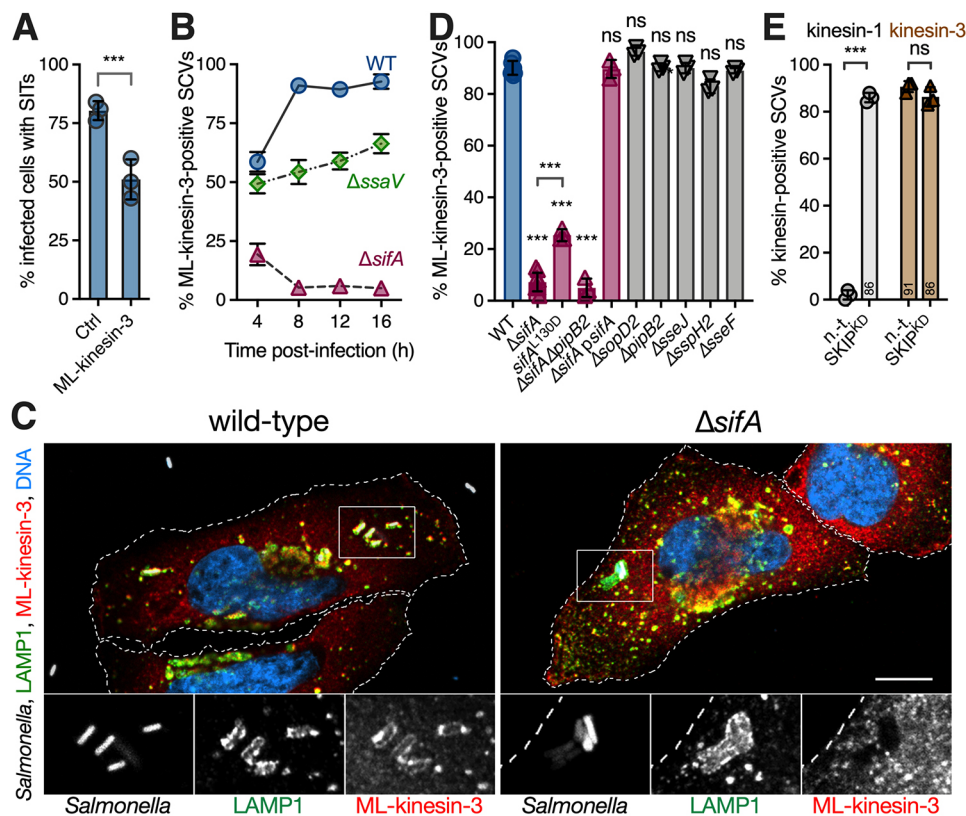 A
% infected cells with SITs
100
75
50
25
0
***
Ctrl
ML-kinesin-3
B
% ML-kinesin-3-positive SCVs
100
75
50
25
0
WT
ΔssaV
ΔsifA
4 8 12 16
Time post-infection (h)
D
% ML-kinesin-3-positive SCVs
100
80
60
40
20
0
*** *** *** ***
ns ns ns ns ns ns
WT
ΔsifA
sifA L130D
ΔsifAΔpipB2
ΔsifA psifA
ΔsopD2
ΔpipB2
ΔsseJ
ΔsspH2
ΔsseF
E
kinesin-1 kinesin-3
*** ns
% kinesin-positive SCVs
100
80
60
40
20
0
86 91 86
n.-t.
SKIPKD
n.-t.
SKIPKD
C
wild-type
ΔsifA
Salmonella, LAMP1, ML-kinesin-3, DNA
Salmonella LAMP1 ML-kinesin-3
Salmonella LAMP1 ML-kinesin-3